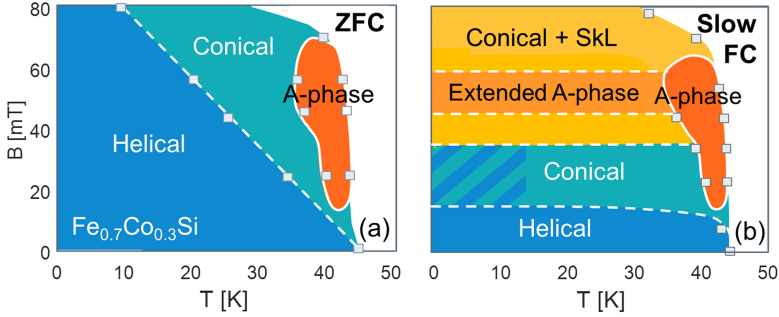 ZFC
Conical
A-phase
Helical
Fe0.7Co0.3Si
(a)
B [mT]
80
60
40
20
0
0 10 20 30 40 50
T [K]
Slow
FC
Conical + SkL
Extended A-phase
A-phase
Conical
Helical
(b)
0 10 20 30 40 50
T [K]